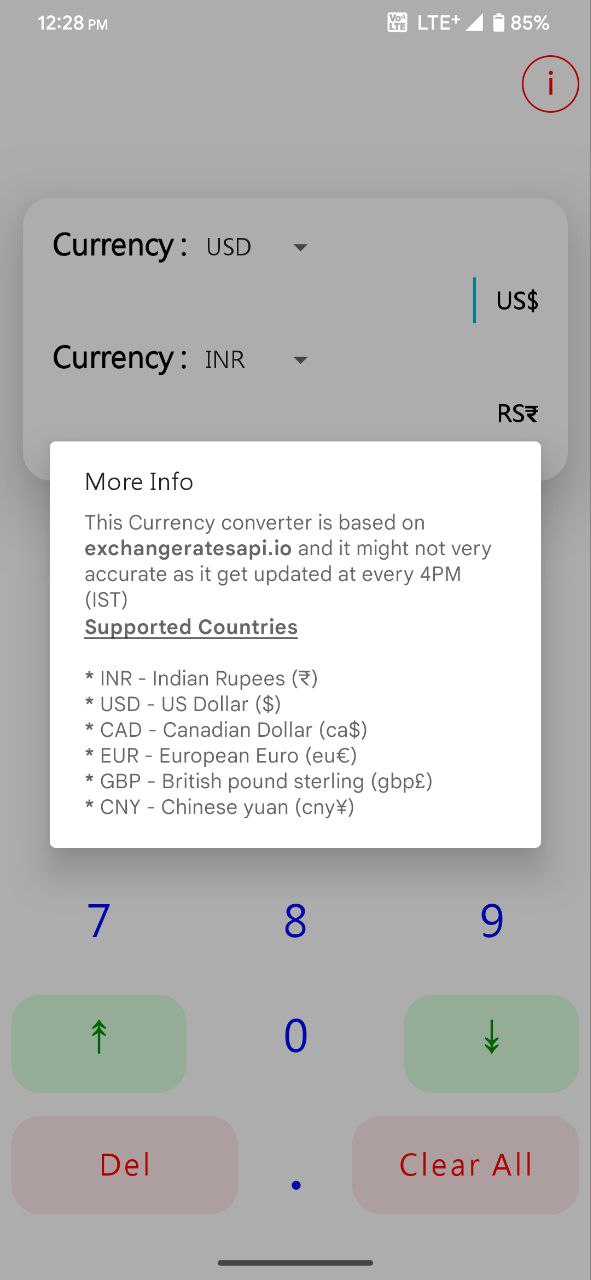 12:28 PM VoLTE LTE+ 85%
i
Currency : USD
US$
Currency : INR
RS₹
More Info
This Currency converter is based on
exchangeratesapi.io and it might not very
accurate as it get updated at every 4PM
(IST)
Supported Countries
* INR - Indian Rupees (₹)
* USD - US Dollar ($)
* CAD - Canadian Dollar (ca$)
* EUR - European Euro (eu€)
* GBP - British pound sterling (gbp£)
* CNY - Chinese yuan (cny¥)
7 8 9
↟ 0 ↡
Del . Clear All